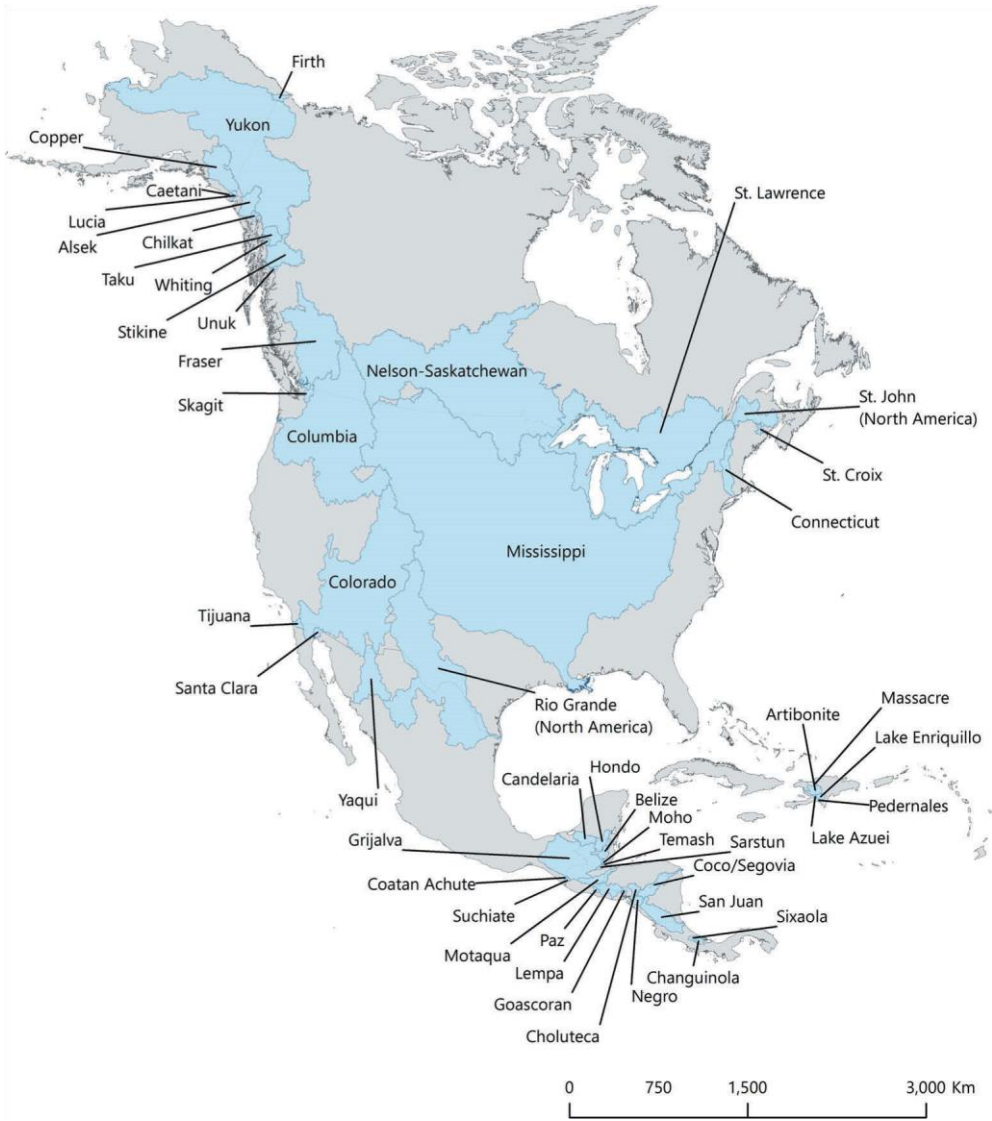 Firth
Yukon
Copper
Caetani
Lucia
Alsek
Chilkat
Taku
Whiting
Stikine
Unuk
Fraser
Skagit
Nelson-Saskatchewan
Columbia
St. Lawrence
St. John
(North America)
St. Croix
Connecticut
Mississippi
Colorado
Tijuana
Santa Clara
Rio Grande
(North America)
Yaqui
Massacre
Artibonite
Lake Enriquillo
Pedernales
Lake Azuei
Candelaria
Hondo
Belize
Moho
Temash
Sarstun
Grijalva
Coatan Achute
Coco/Segovia
Suchiate
San Juan
Sixaola
Motaqua
Paz
Lempa
Changuinola
Goascoran
Negro
Choluteca
0 750 1,500 3,000 Km